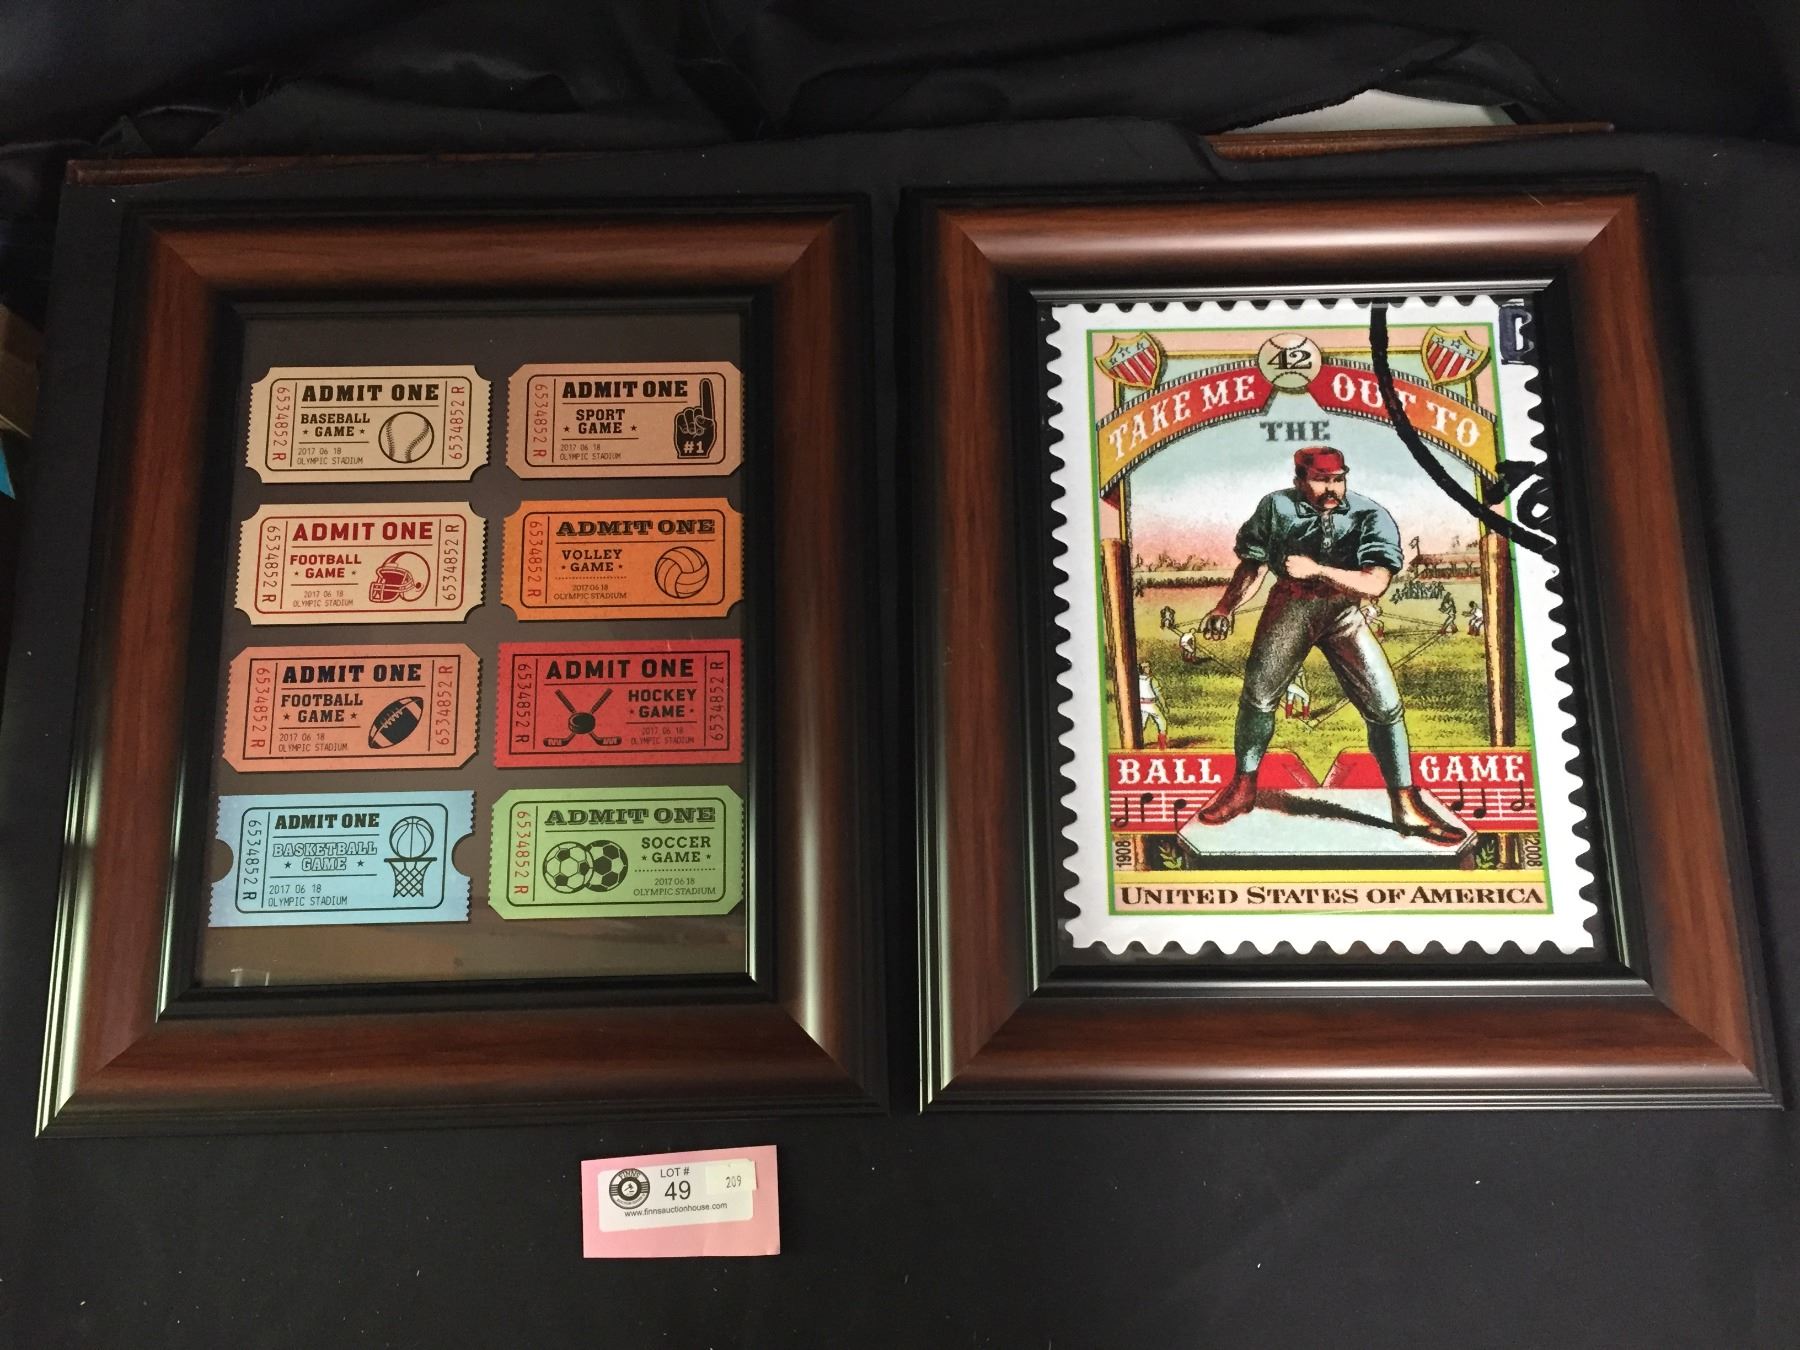 ADMIT ONE
BASEBALL
GAME
2017 06 18
OLYMPIC STADIUM
6534852 R
6534852 R
ADMIT ONE
SPORT
GAME
#1
2017 06 18
OLYMPIC STADIUM
6534852 R
ADMIT ONE
FOOTBALL
GAME
2017 06 18
OLYMPIC STADIUM
6534852 R
6534852 R
ADMIT ONE
VOLLEY
GAME
2017 06 18
OLYMPIC STADIUM
6534852 R
ADMIT ONE
FOOTBALL
GAME
2017 06 18
OLYMPIC STADIUM
6534852 R
6534852 R
ADMIT ONE
HOCKEY
GAME
2017 06 18
OLYMPIC STADIUM
6534852 R
6534852 R
ADMIT ONE
BASKETBALL
GAME
2017 06 18
OLYMPIC STADIUM
6534852 R
ADMIT ONE
SOCCER
GAME
2017 06 18
OLYMPIC STADIUM
6534852 R
42
TAKE ME OUT TO
THE
BALL GAME
1908 2008
UNITED STATES OF AMERICA
FINNS
LOT #
49
209
www.finnsauctionhouse.com